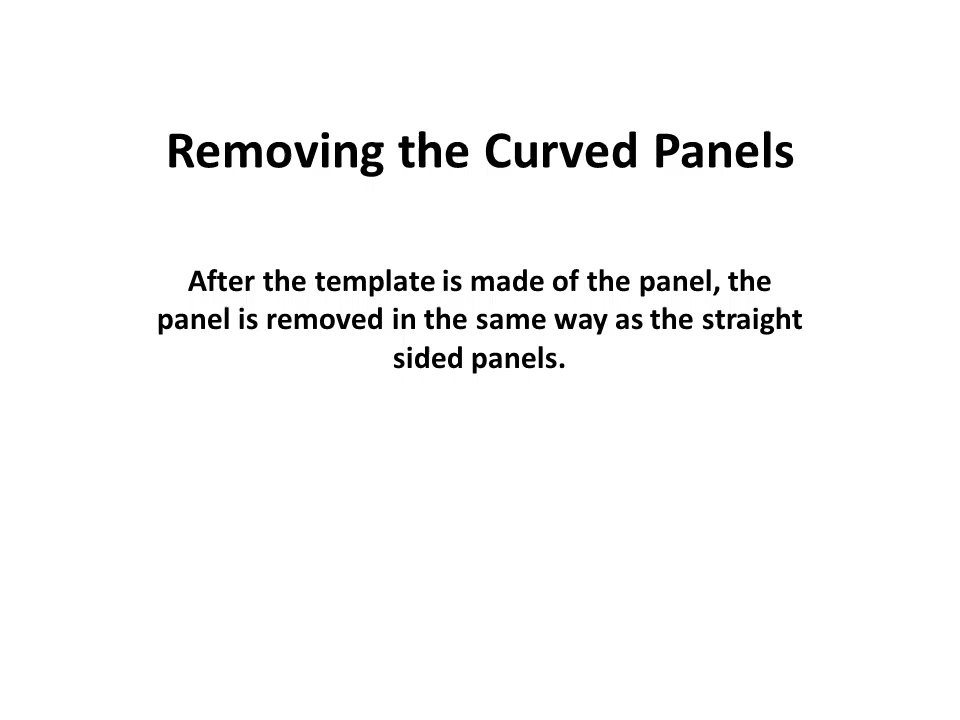 Removing the Curved Panels
After the template is made of the panel, the
panel is removed in the same way as the straight
sided panels.